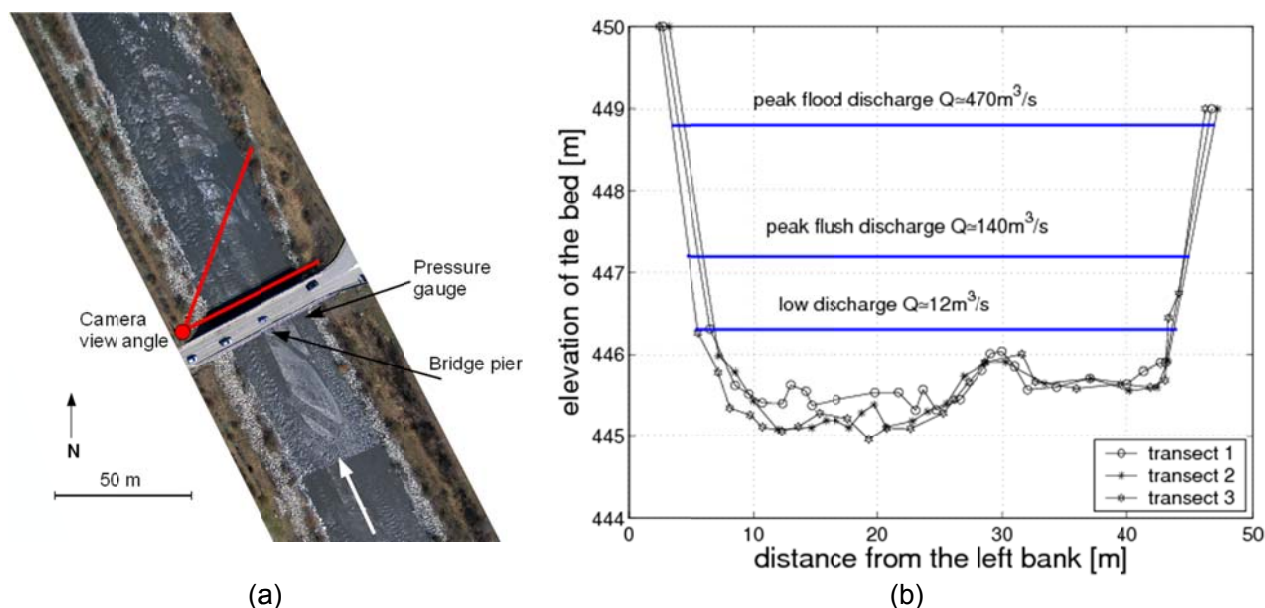 Pressure
gauge
Camera
view angle
Bridge pier
N
50 m
(a)
elevation of the bed [m]
450
449
448
447
446
445
444
peak flood discharge Q≃470m³/s
peak flush discharge Q≃140m³/s
low discharge Q≃12m³/s
transect 1
transect 2
transect 3
0
10
20
30
40
50
distance from the left bank [m]
(b)